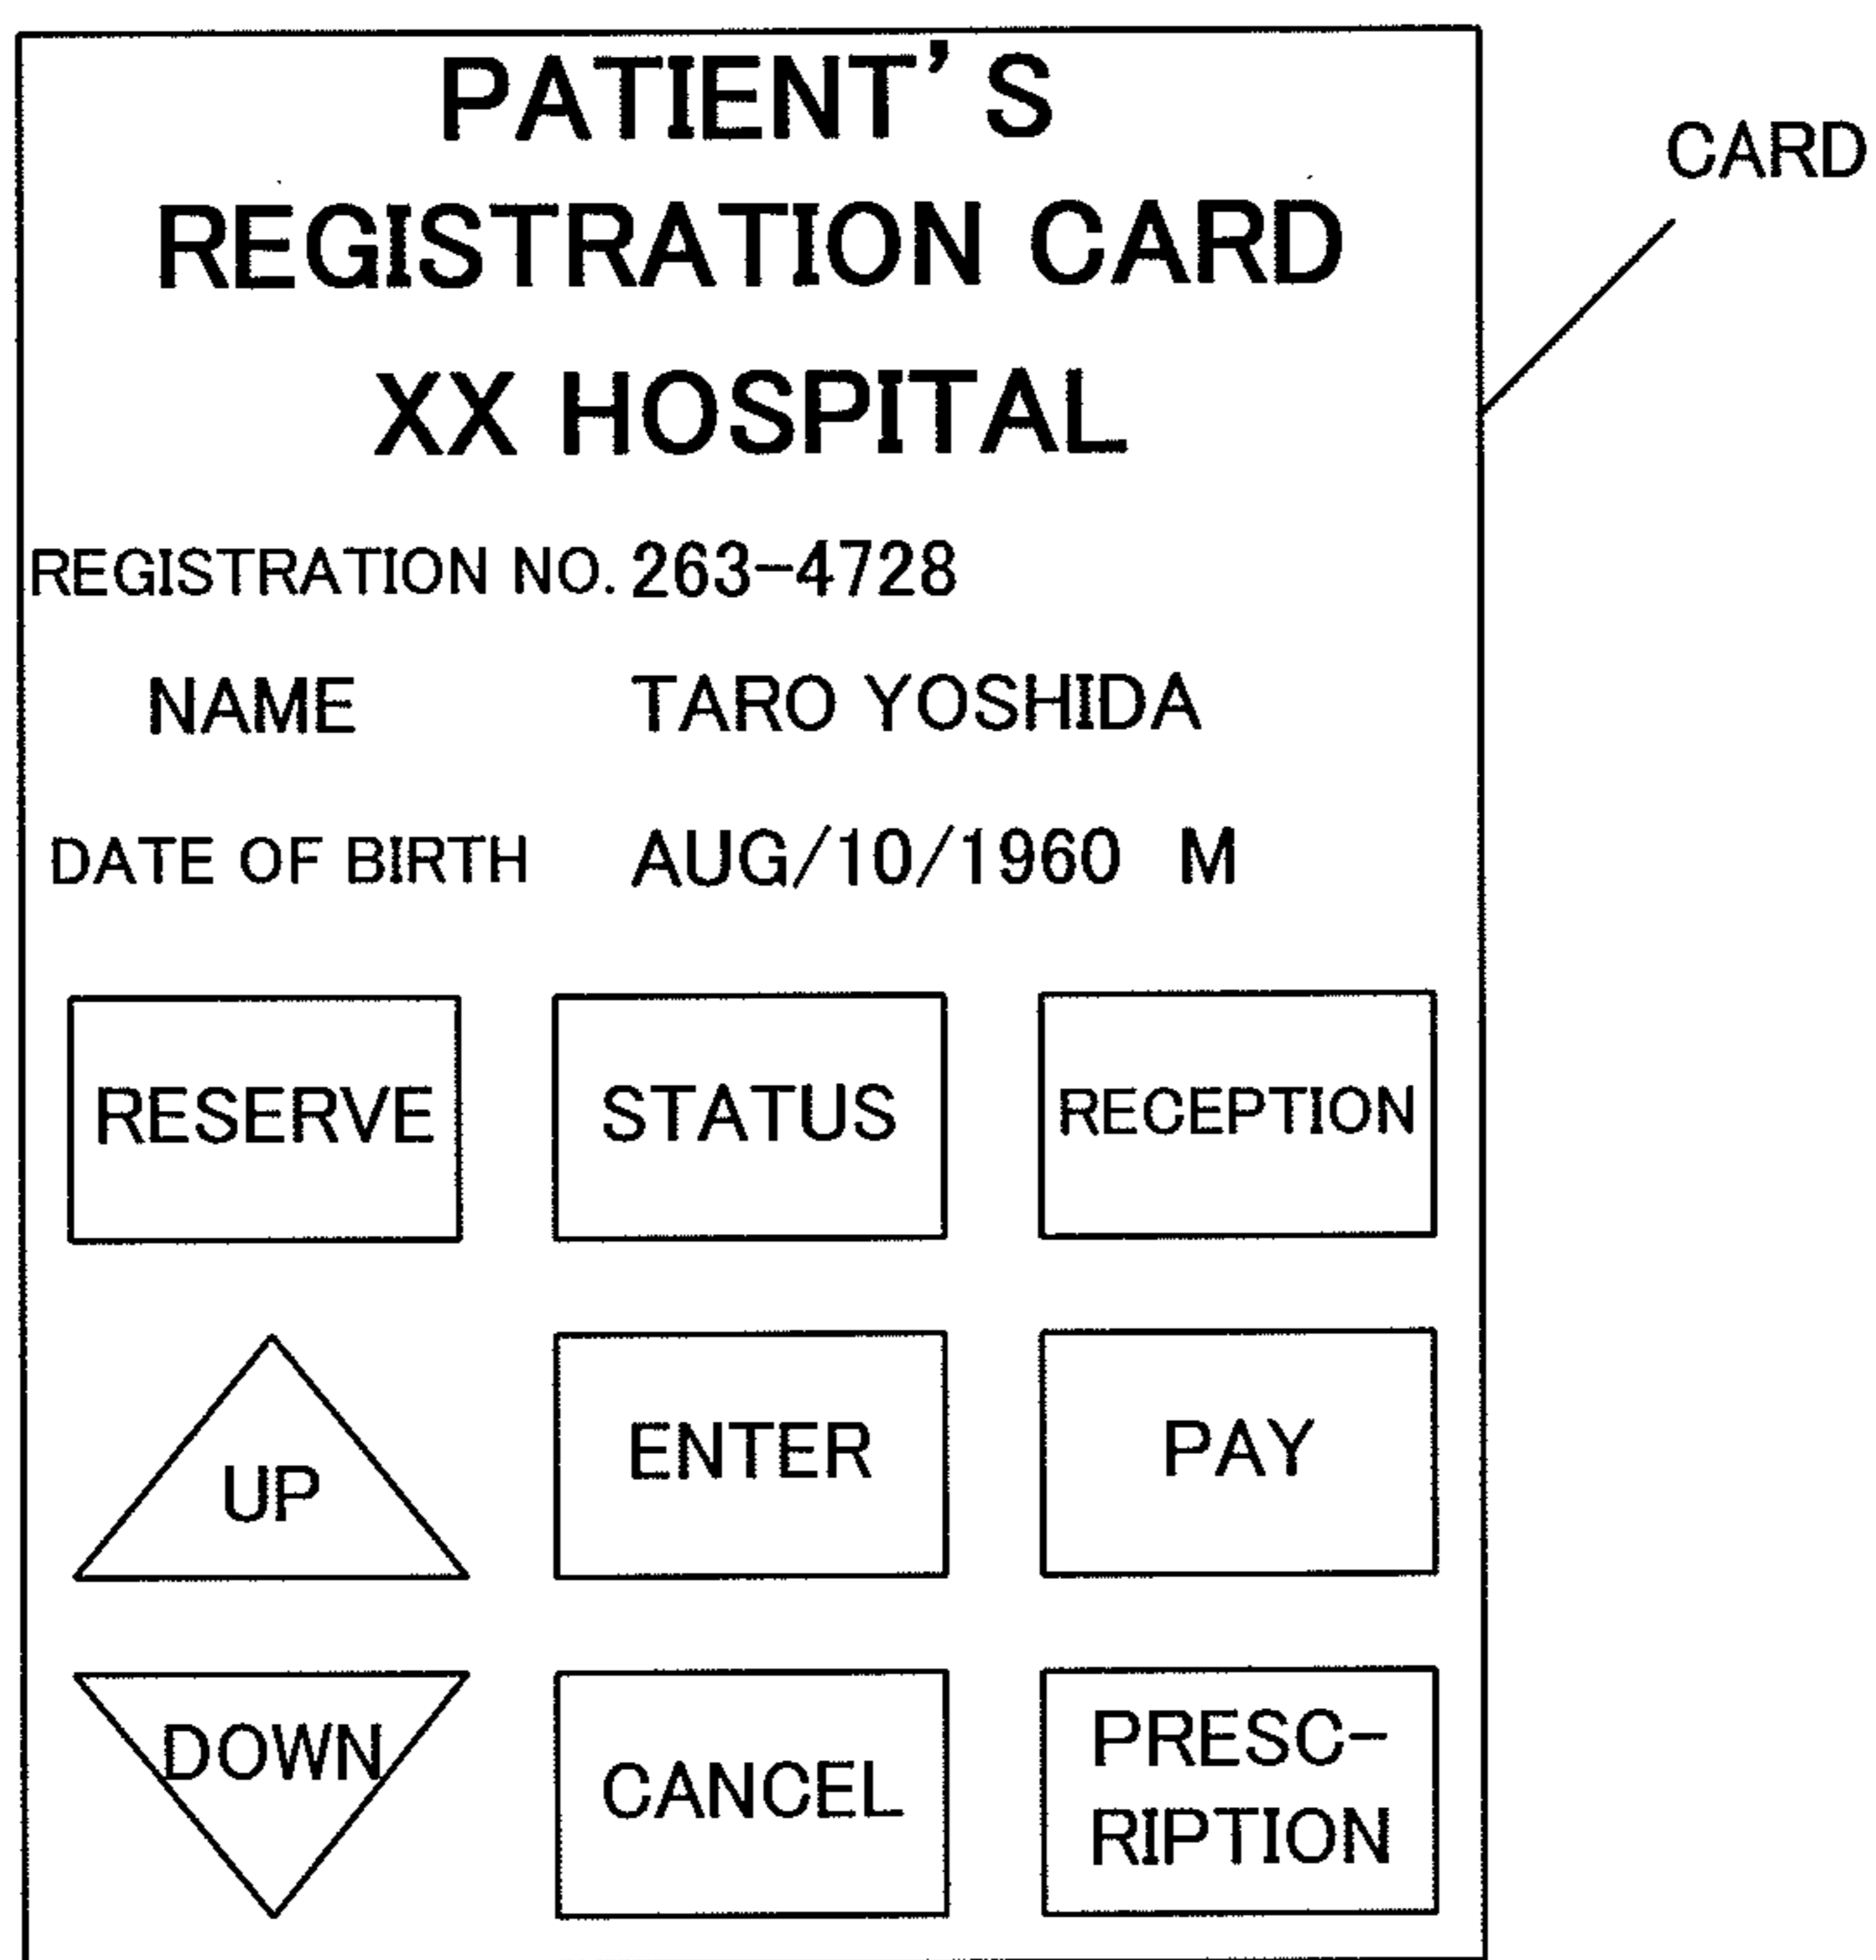 PATIENT'S
CARD
REGISTRATION CARD
XX HOSPITAL
REGISTRATION NO. 263-4728
NAME TARO YOSHIDA
DATE OF BIRTH AUG/10/1960 M
RESERVE STATUS RECEPTION
UP ENTER PAY
DOWN CANCEL PRESC-
RIPTION